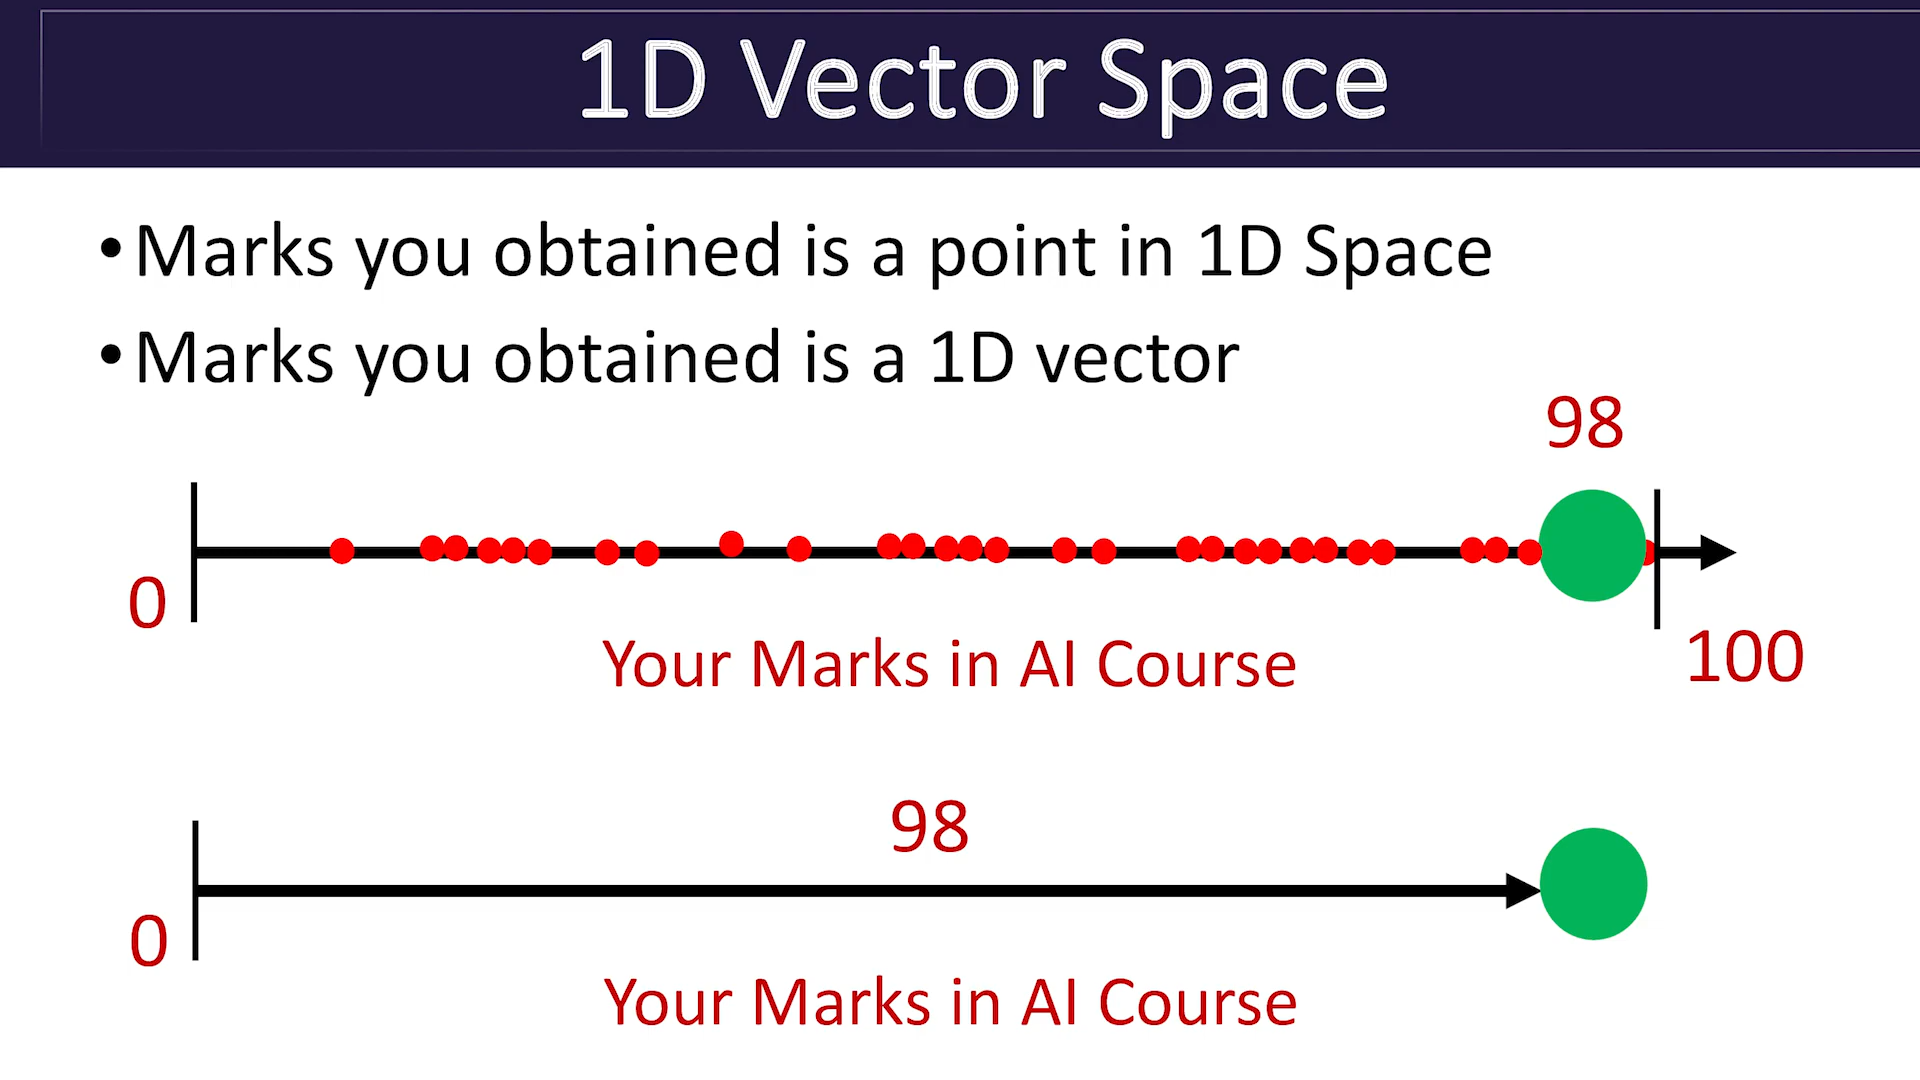 1D Vector Space
•Marks you obtained is a point in 1D Space
•Marks you obtained is a 1D vector
98
0
100
Your Marks in AI Course
98
0
Your Marks in AI Course